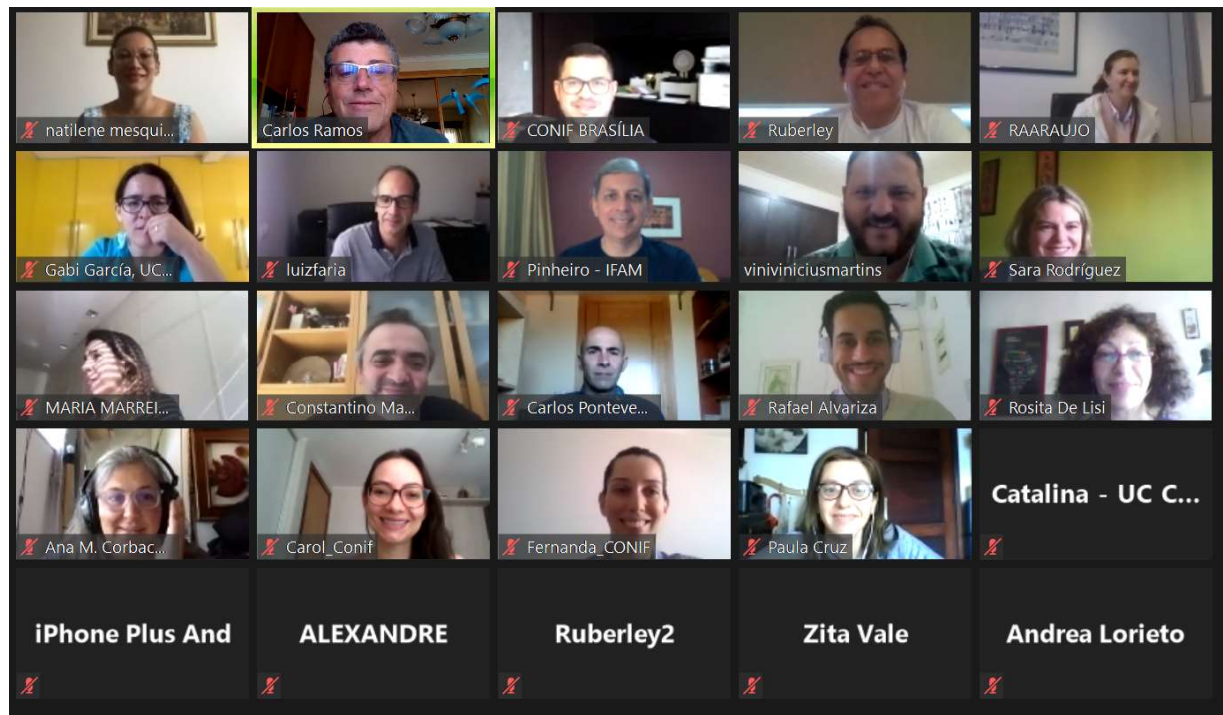 natilene mesqui...
Carlos Ramos
CONIF BRASÍLIA
Ruberley
RAARAUJO
Gabi García, UC...
luizfaria
Pinheiro - IFAM
viniviniciusmartins
Sara Rodríguez
MARIA MARREI...
Constantino Ma...
Carlos Ponteve...
Rafael Alvariza
Rosita De Lisi
Ana M. Corbac...
Carol_Conif
Fernanda_CONIF
Paula Cruz
Catalina - UC C...
iPhone Plus And
ALEXANDRE
Ruberley2
Zita Vale
Andrea Lorieto